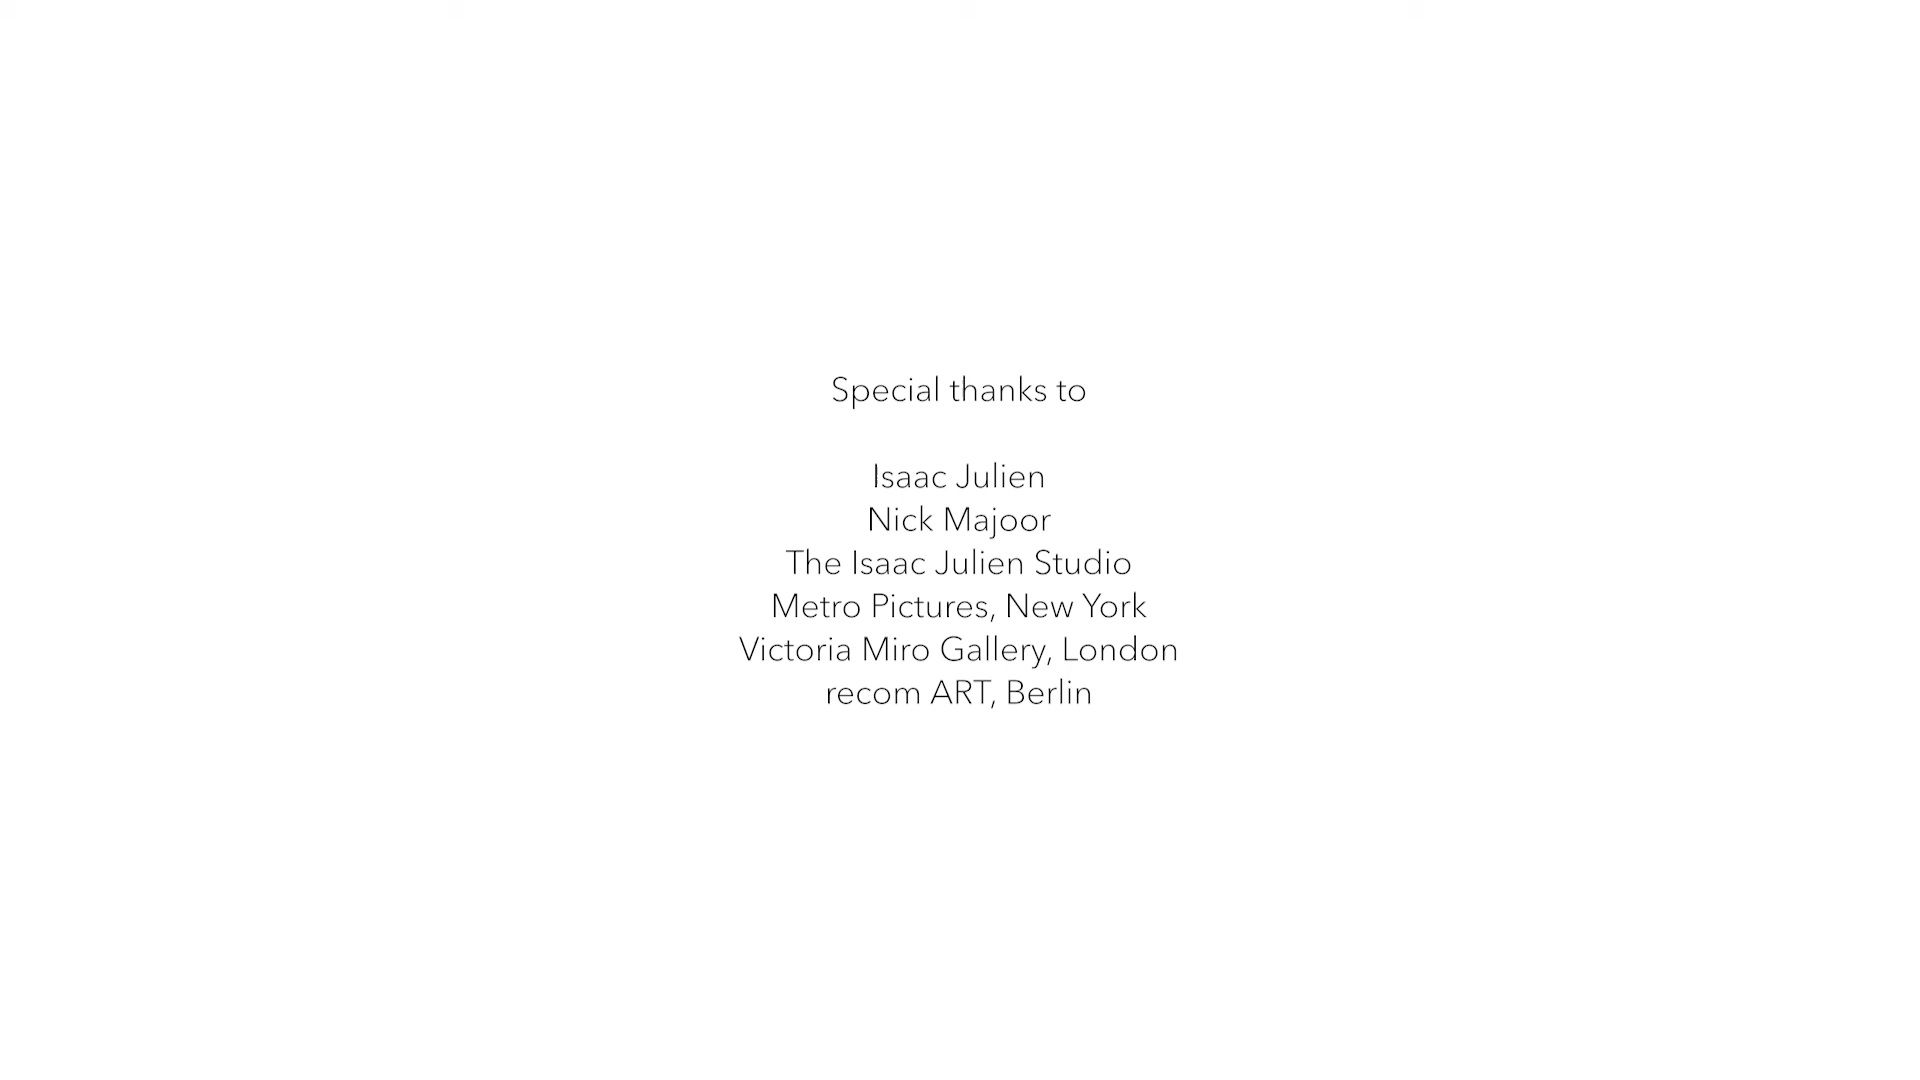 Special thanks to
Isaac Julien
Nick Majoor
The Isaac Julien Studio
Metro Pictures, New York
Victoria Miro Gallery, London
recom ART, Berlin